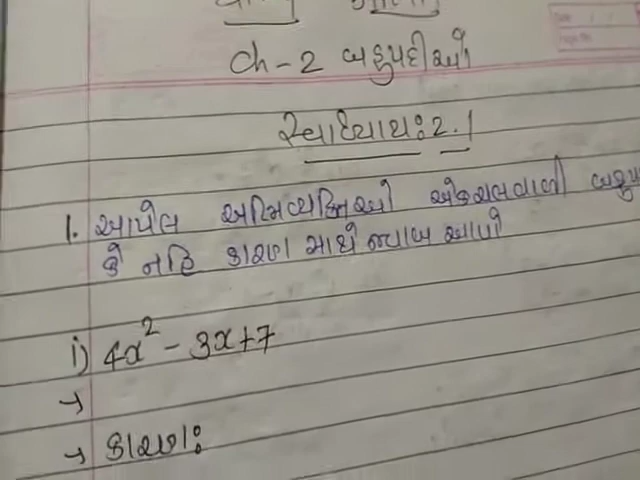 Ch - 2 બહુપદીઓ
સ્વાધ્યાય: 2.1
1. આપેલ અભિવ્યક્તિઓ એકચલવાળી
કે નહિ કારણ સાથે જવાબ આપો
i) 4x² - 3x + 7
→
→ કારણ: